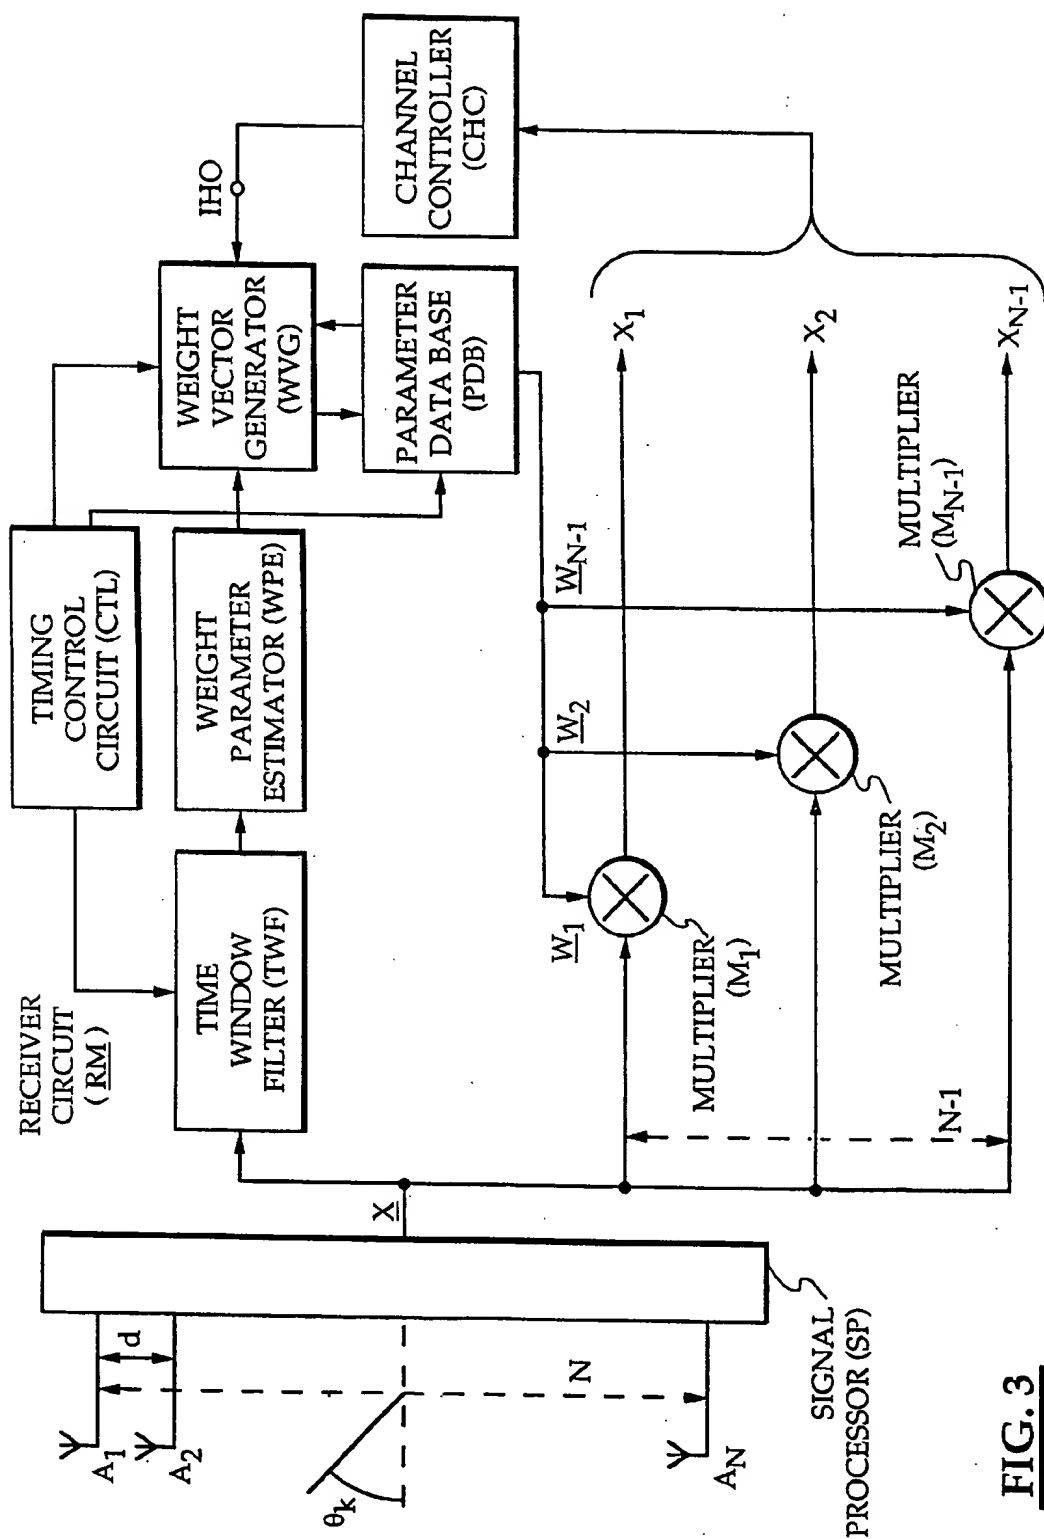 RECEIVER
CIRCUIT
(RM)
TIMING
CONTROL
CIRCUIT (CTL)
TIME
WINDOW
FILTER (TWF)
WEIGHT
PARAMETER
ESTIMATOR (WPE)
WEIGHT
VECTOR
GENERATOR
(WVG)
IHO
PARAMETER
DATA BASE
(PDB)
CHANNEL
CONTROLLER
(CHC)
A1
A2
AN
d
N
θk
X
SIGNAL
PROCESSOR (SP)
W1
W2
WN-1
MULTIPLIER
(M1)
MULTIPLIER
(M2)
MULTIPLIER
(MN-1)
N-1
X1
X2
XN-1
FIG. 3